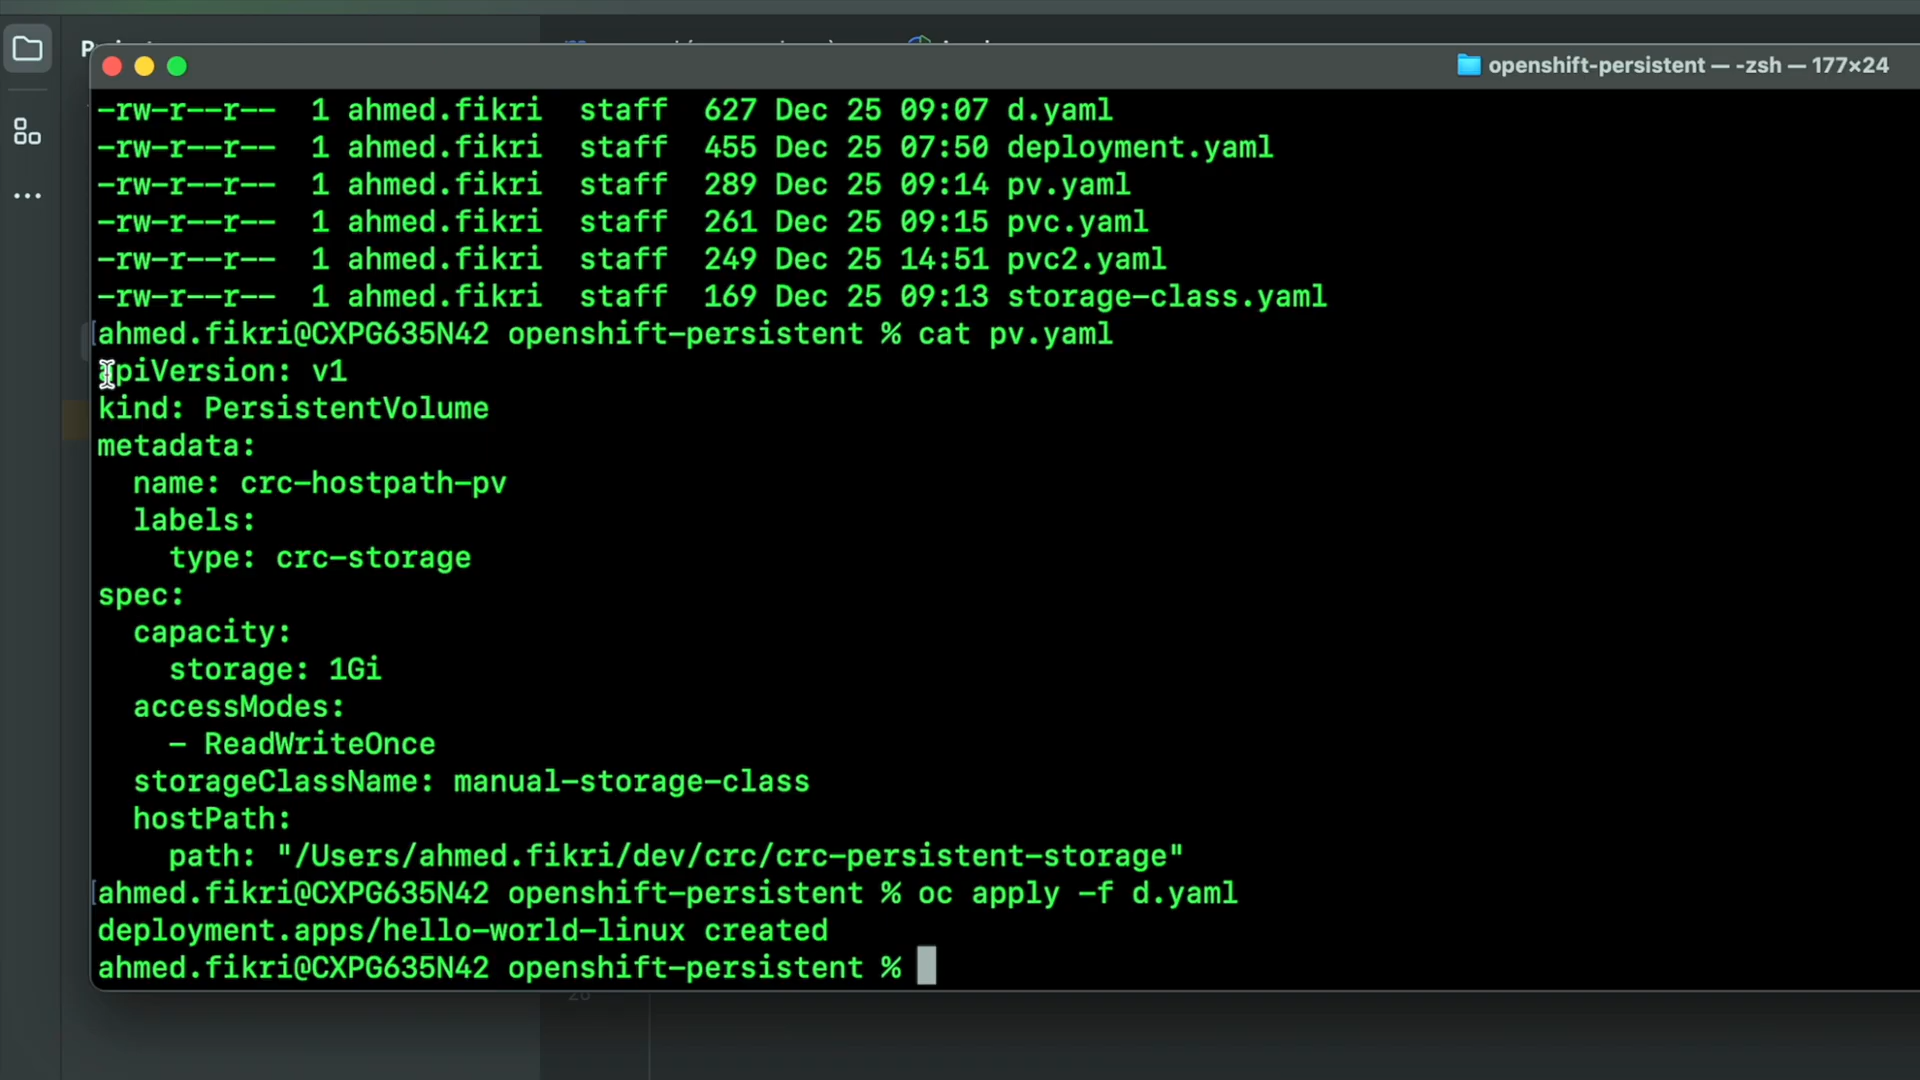 openshift-persistent — -zsh — 177×24
-rw-r--r--  1 ahmed.fikri  staff  627 Dec 25 09:07 d.yaml
-rw-r--r--  1 ahmed.fikri  staff  455 Dec 25 07:50 deployment.yaml
-rw-r--r--  1 ahmed.fikri  staff  289 Dec 25 09:14 pv.yaml
-rw-r--r--  1 ahmed.fikri  staff  261 Dec 25 09:15 pvc.yaml
-rw-r--r--  1 ahmed.fikri  staff  249 Dec 25 14:51 pvc2.yaml
-rw-r--r--  1 ahmed.fikri  staff  169 Dec 25 09:13 storage-class.yaml
[ahmed.fikri@CXPG635N42 openshift-persistent % cat pv.yaml
apiVersion: v1
kind: PersistentVolume
metadata:
  name: crc-hostpath-pv
  labels:
    type: crc-storage
spec:
  capacity:
    storage: 1Gi
  accessModes:
    - ReadWriteOnce
  storageClassName: manual-storage-class
  hostPath:
    path: "/Users/ahmed.fikri/dev/crc/crc-persistent-storage"
[ahmed.fikri@CXPG635N42 openshift-persistent % oc apply -f d.yaml
deployment.apps/hello-world-linux created
ahmed.fikri@CXPG635N42 openshift-persistent %